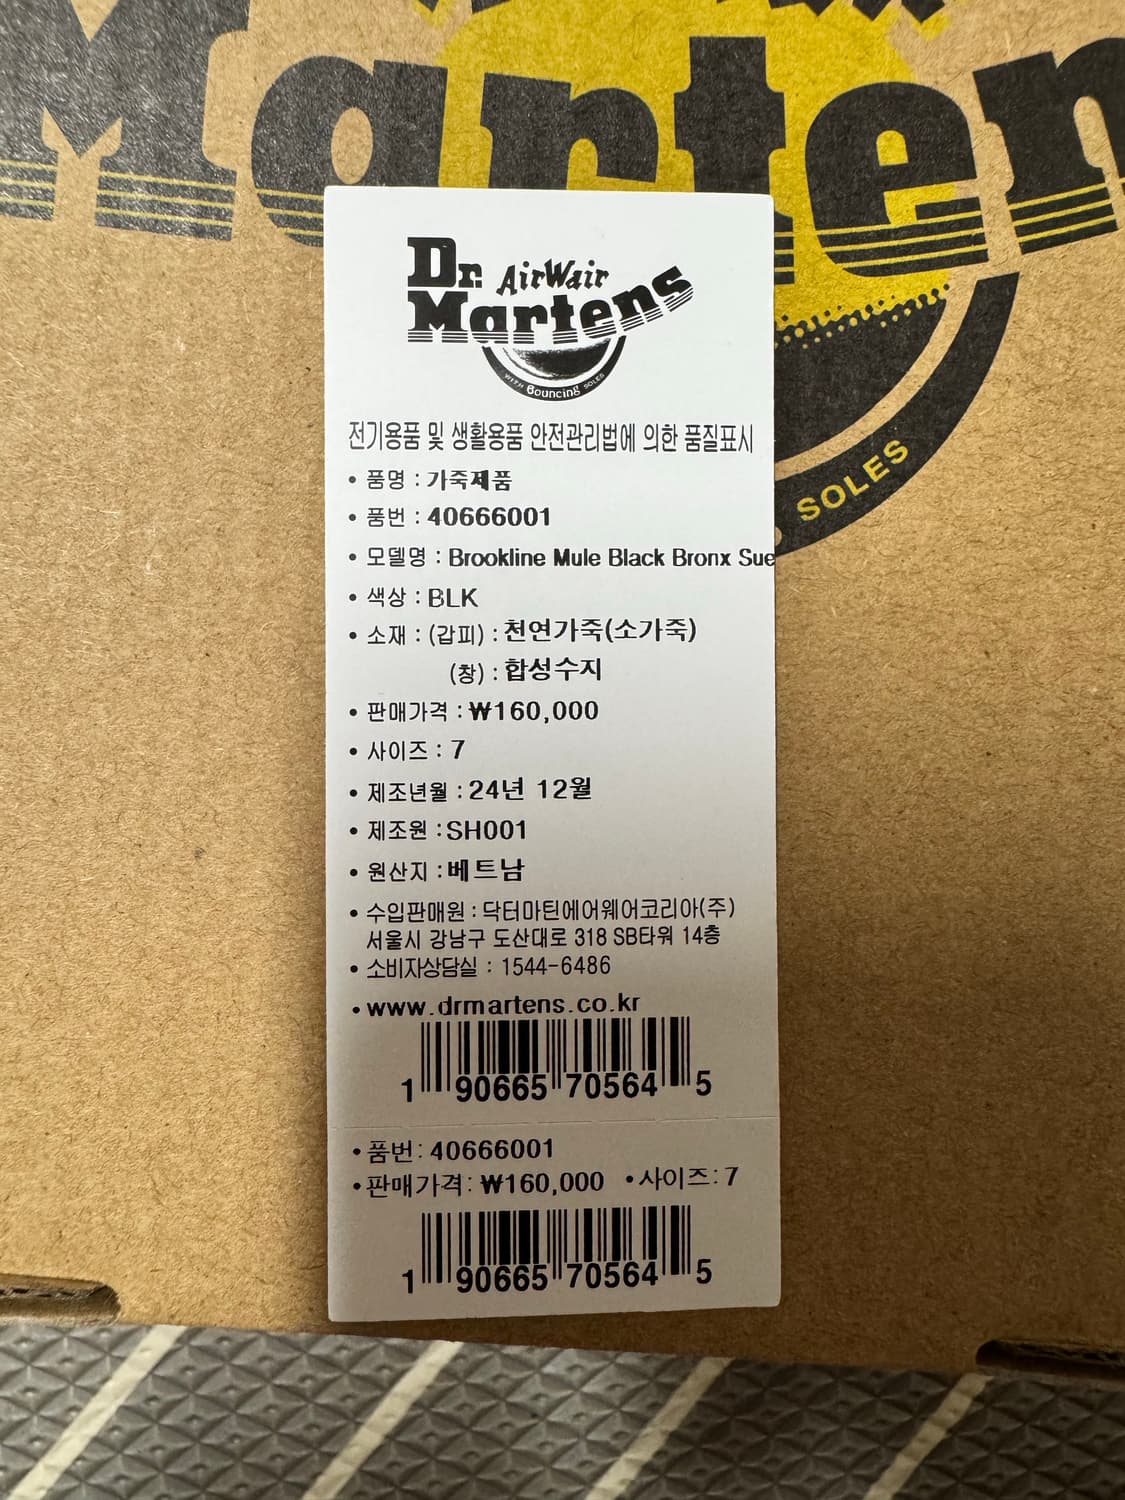 Marten
SOLES
Dr. AirWair
Martens
WITH Bouncing SOLES
전기용품 및 생활용품 안전관리법에 의한 품질표시
• 품명 : 가죽제품
• 품번 : 40666001
• 모델명 : Brookline Mule Black Bronx Sue
• 색상 : BLK
• 소재 : (갑피) : 천연가죽(소가죽)
(창) : 합성수지
• 판매가격 : ₩160,000
• 사이즈 : 7
• 제조년월 : 24년 12월
• 제조원 : SH001
• 원산지 : 베트남
• 수입판매원 : 닥터마틴에어웨어코리아(주)
서울시 강남구 도산대로 318 SB타워 14층
• 소비자상담실 : 1544-6486
• www.drmartens.co.kr
1 90665 70564 5
• 품번: 40666001
• 판매가격: ₩160,000 • 사이즈: 7
1 90665 70564 5